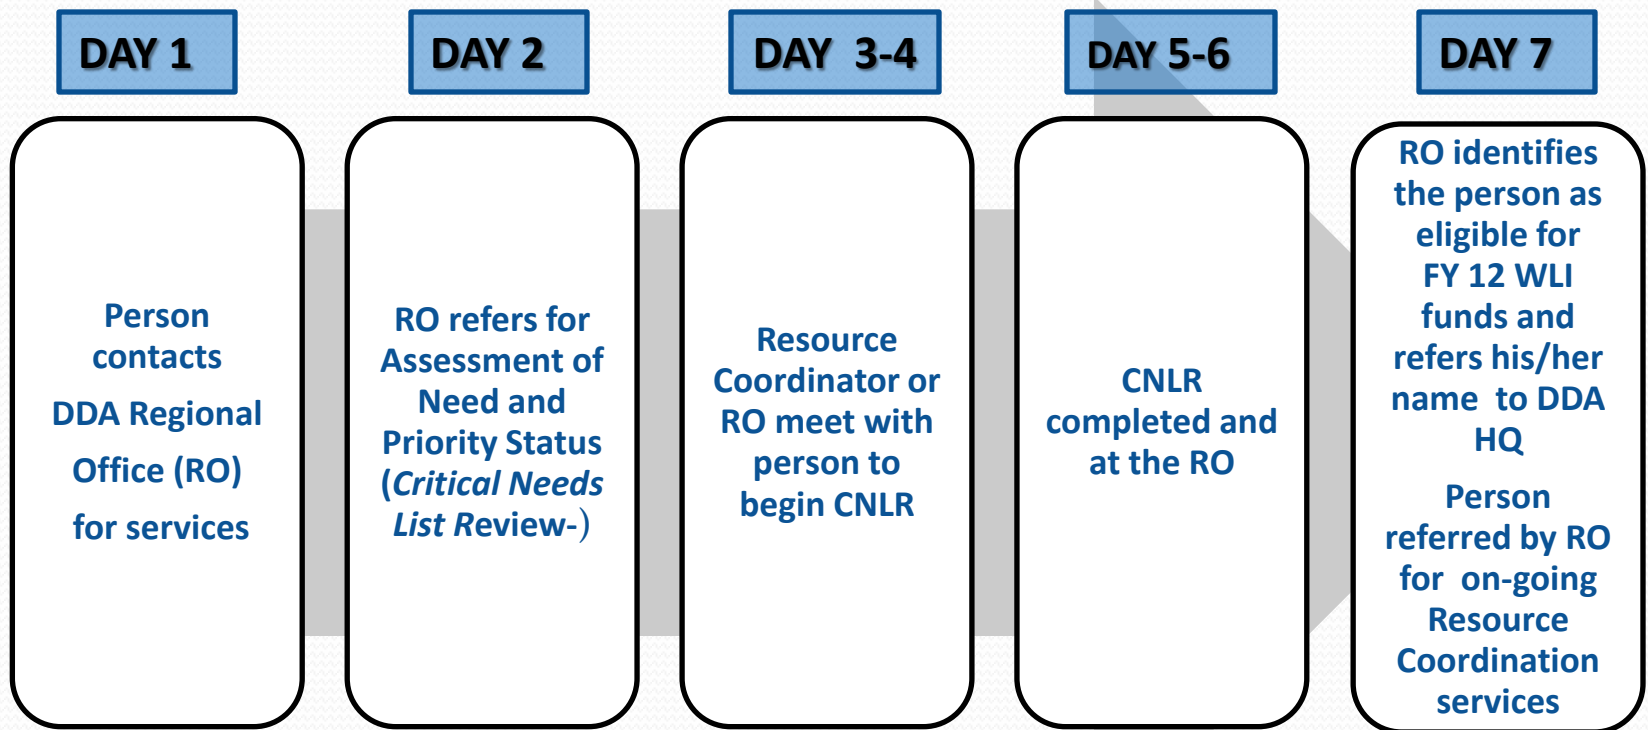 DAY 1
Person
contacts
DDA Regional
Office (RO)
for services
DAY 2
RO refers for
Assessment of
Need and
Priority Status
(Critical Needs
List Review-)
DAY 3-4
Resource
Coordinator or
RO meet with
person to
begin CNLR
DAY 5-6
CNLR
completed and
at the RO
DAY 7
RO identifies
the person as
eligible for
FY 12 WLI
funds and
refers his/her
name to DDA
HQ
Person
referred by RO
for on-going
Resource
Coordination
services